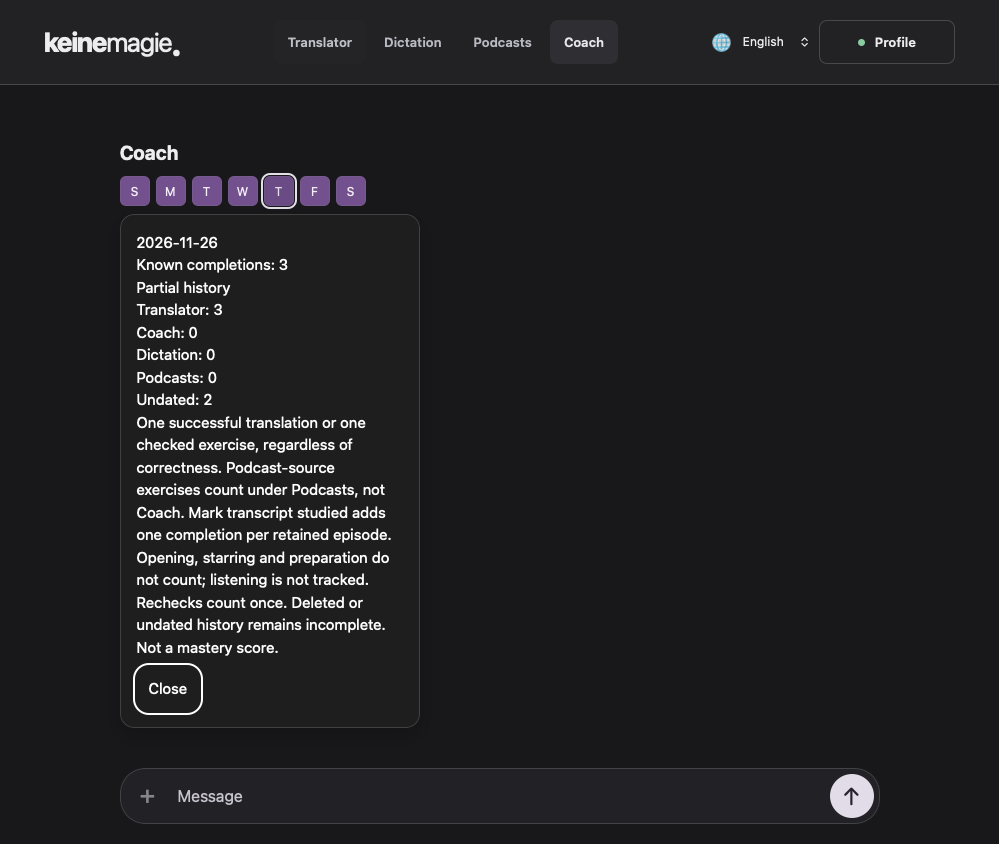 keinemagie.
Translator
Dictation
Podcasts
Coach
English
Profile
Coach
S M T W T F S
2026-11-26
Known completions: 3
Partial history
Translator: 3
Coach: 0
Dictation: 0
Podcasts: 0
Undated: 2
One successful translation or one
checked exercise, regardless of
correctness. Podcast-source
exercises count under Podcasts, not
Coach. Mark transcript studied adds
one completion per retained episode.
Opening, starring and preparation do
not count; listening is not tracked.
Rechecks count once. Deleted or
undated history remains incomplete.
Not a mastery score.
Close
Message